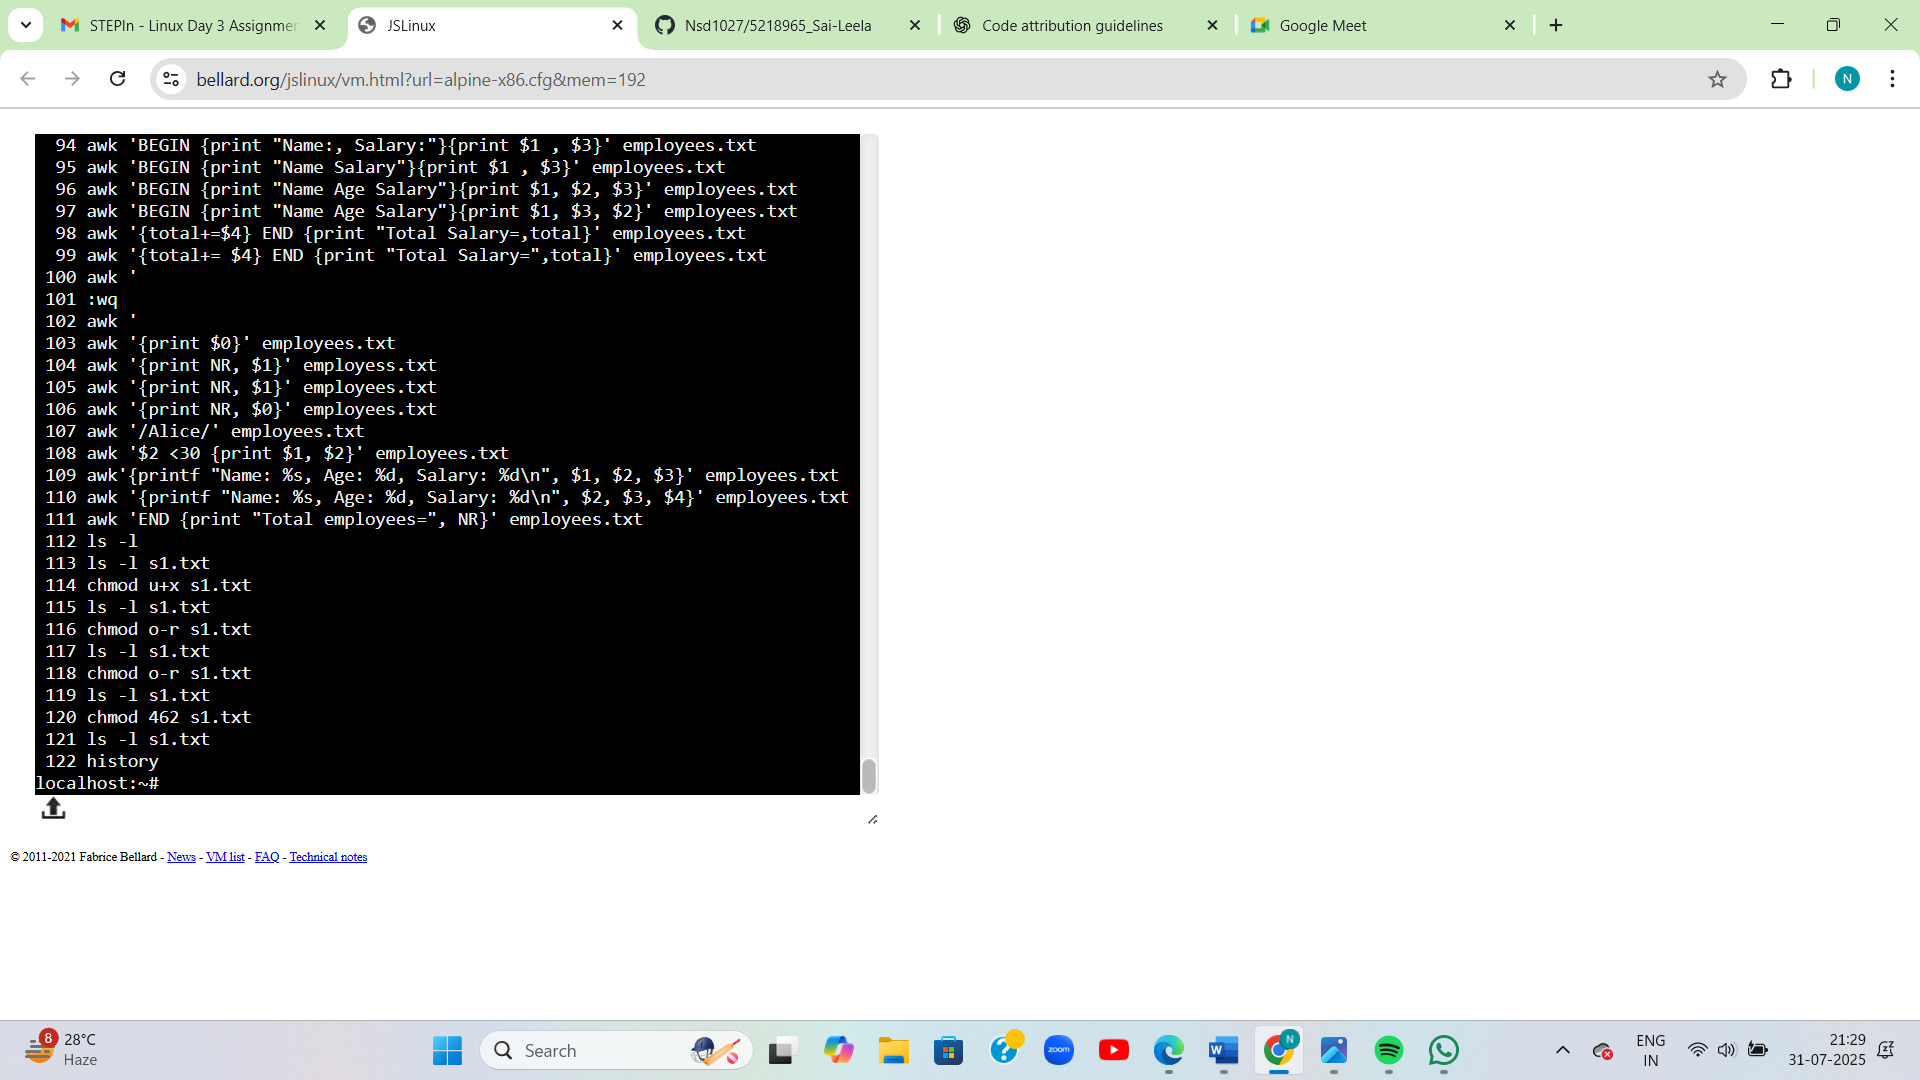 STEPIn - Linux Day 3 Assignmer
JSLinux
Nsd1027/5218965_Sai-Leela
Code attribution guidelines
Google Meet
bellard.org/jslinux/vm.html?url=alpine-x86.cfg&mem=192
N
94 awk 'BEGIN {print "Name:, Salary:"}{print $1 , $3}' employees.txt
95 awk 'BEGIN {print "Name Salary"}{print $1 , $3}' employees.txt
96 awk 'BEGIN {print "Name Age Salary"}{print $1, $2, $3}' employees.txt
97 awk 'BEGIN {print "Name Age Salary"}{print $1, $3, $2}' employees.txt
98 awk '{total+=$4} END {print "Total Salary=,total}' employees.txt
99 awk '{total+= $4} END {print "Total Salary=",total}' employees.txt
100 awk '
101 :wq
102 awk '
103 awk '{print $0}' employees.txt
104 awk '{print NR, $1}' employess.txt
105 awk '{print NR, $1}' employees.txt
106 awk '{print NR, $0}' employees.txt
107 awk '/Alice/' employees.txt
108 awk '$2 <30 {print $1, $2}' employees.txt
109 awk'{printf "Name: %s, Age: %d, Salary: %d\n", $1, $2, $3}' employees.txt
110 awk '{printf "Name: %s, Age: %d, Salary: %d\n", $2, $3, $4}' employees.txt
111 awk 'END {print "Total employees=", NR}' employees.txt
112 ls -l
113 ls -l s1.txt
114 chmod u+x s1.txt
115 ls -l s1.txt
116 chmod o-r s1.txt
117 ls -l s1.txt
118 chmod o-r s1.txt
119 ls -l s1.txt
120 chmod 462 s1.txt
121 ls -l s1.txt
122 history
localhost:~#
© 2011-2021 Fabrice Bellard - News - VM list - FAQ - Technical notes
8
28°C
Haze
Search
zoom
W
N
ENG
IN
21:29
31-07-2025